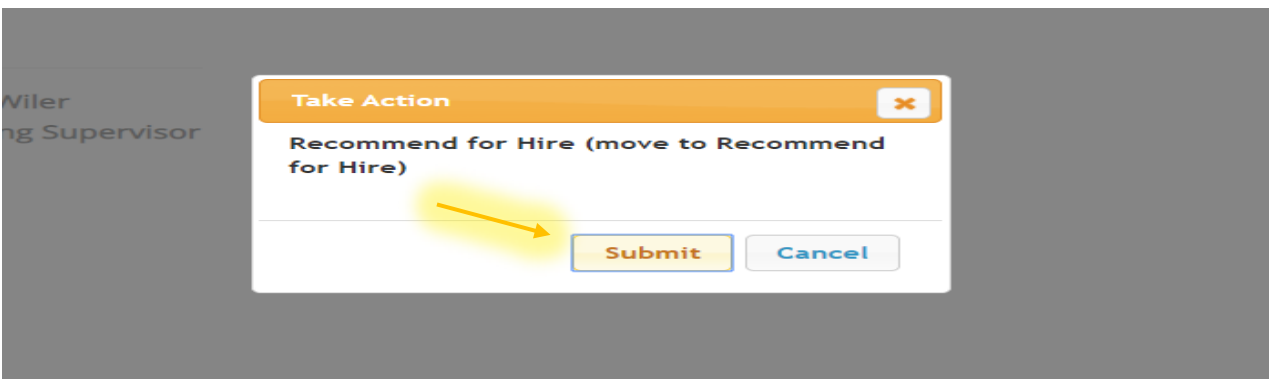 Wiler
ng Supervisor
Take Action
Recommend for Hire (move to Recommend
for Hire)
Submit
Cancel